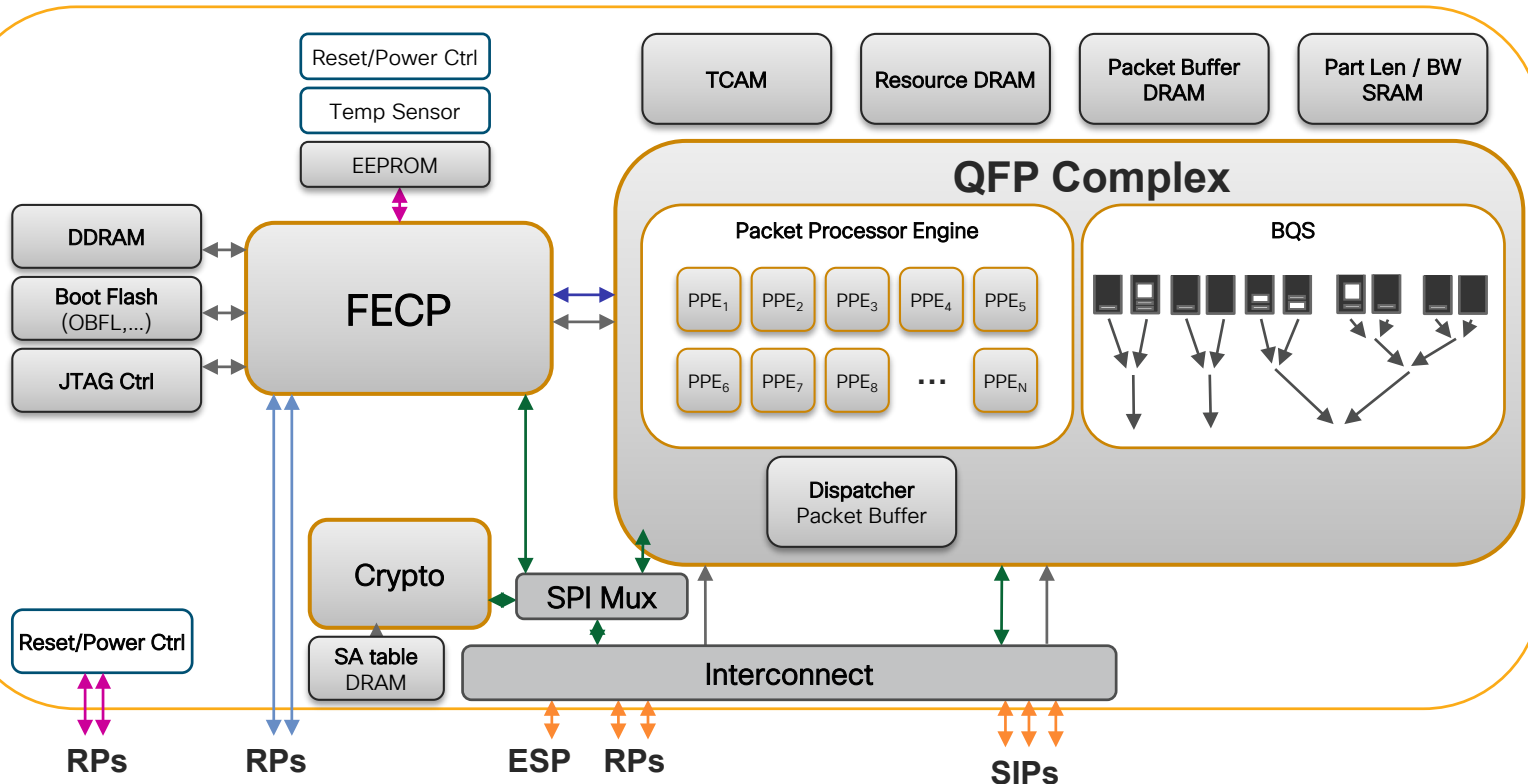 Reset/Power Ctrl
Temp Sensor
EEPROM
TCAM
Resource DRAM
Packet Buffer
DRAM
Part Len / BW
SRAM
QFP Complex
DDRAM
Boot Flash
(OBFL,...)
JTAG Ctrl
FECP
Packet Processor Engine
PPE₁ PPE₂ PPE₃ PPE₄ PPE₅
PPE₆ PPE₇ PPE₈ ... PPE_N
BQS
Dispatcher
Packet Buffer
Crypto
SPI Mux
Reset/Power Ctrl
SA table
DRAM
Interconnect
RPs
RPs
ESP
RPs
SIPs